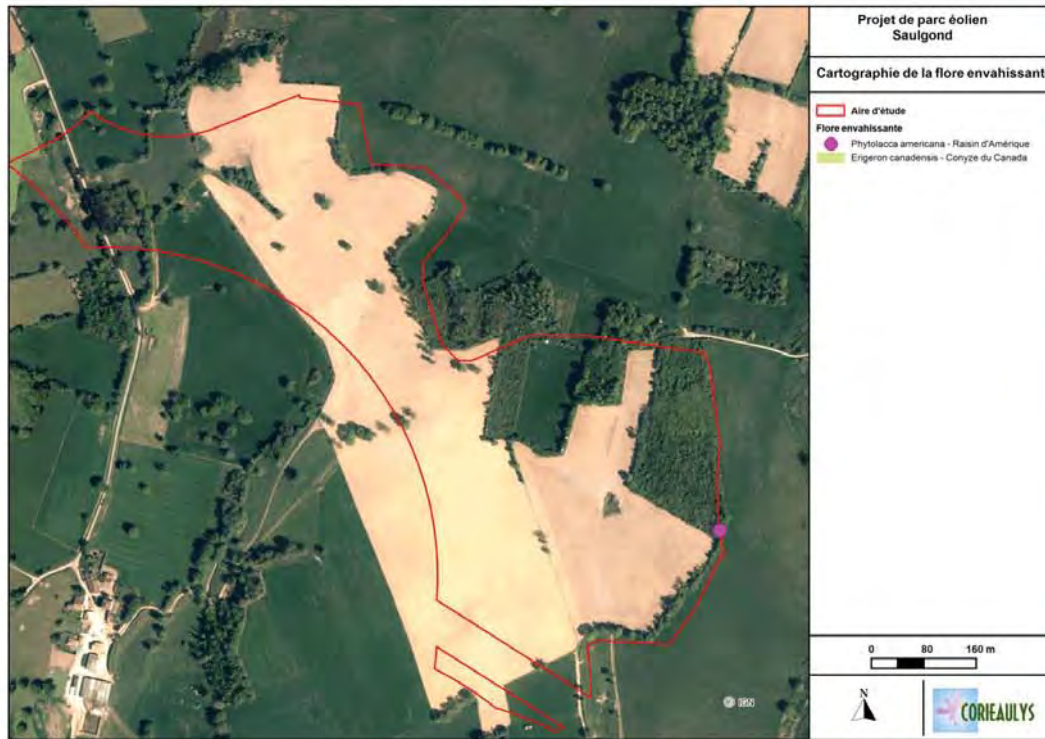 Projet de parc éolien
Saulgond
Cartographie de la flore envahissant
Aire d'étude
Flore envahissante
Phytolacca americana - Raisin d'Amérique
Erigeron canadensis - Conyze du Canada
0 80 160 m
N
CORIEAULYS
© IGN